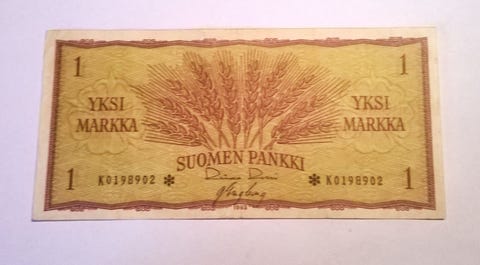 1 1
YKSI MARKKA
YKSI MARKKA
SUOMEN PANKKI
1 K0198902 * * K0198902 1